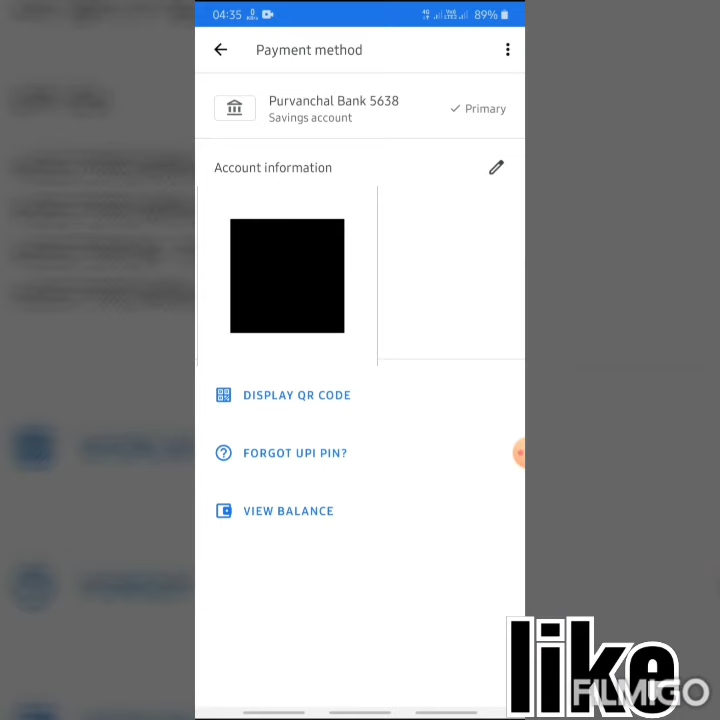 04:35
89%
Payment method
Purvanchal Bank 5638
Savings account
Primary
Account information
DISPLAY QR CODE
FORGOT UPI PIN?
VIEW BALANCE
like
FILMIGO